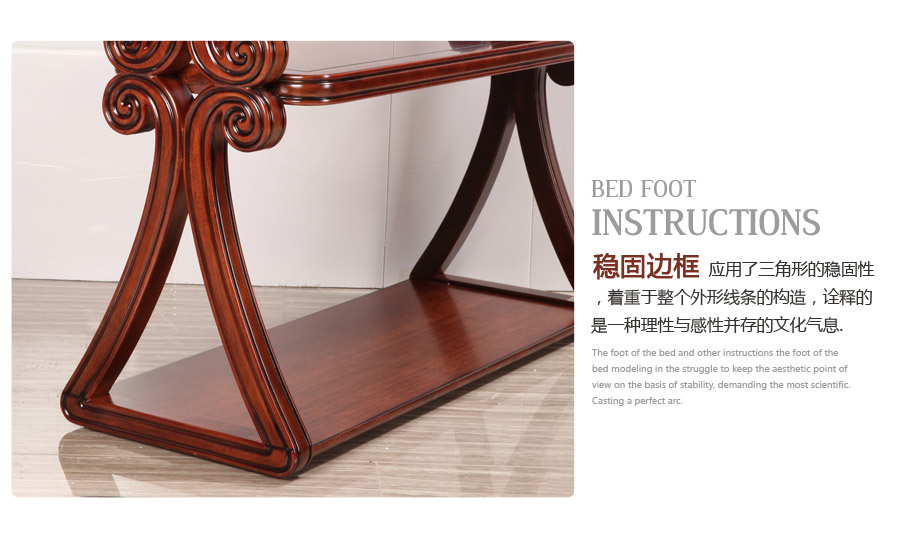 BED FOOT
INSTRUCTIONS
稳固边框 应用了三角形的稳固性
，着重于整个外形线条的构造，诠释的
是一种理性与感性并存的文化气息.
The foot of the bed and other instructions the foot of the
bed modeling in the struggle to keep the aesthetic point of
view on the basis of stability, demanding the most scientific.
Casting a perfect arc.